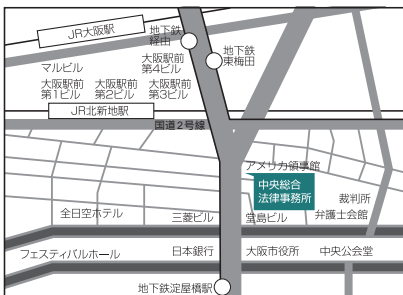 JR大阪駅
地下鉄
経由
地下鉄
東梅田
マルビル
大阪駅前
第4ビル
大阪駅前
第1ビル
大阪駅前
第2ビル
大阪駅前
第3ビル
JR北新地駅
国道2号線
アメリカ領事館
中央総合
法律事務所
裁判所
全日空ホテル
三菱ビル
堂島ビル
弁護士会館
フェスティバルホール
日本銀行
大阪市役所
中央公会堂
地下鉄淀屋橋駅